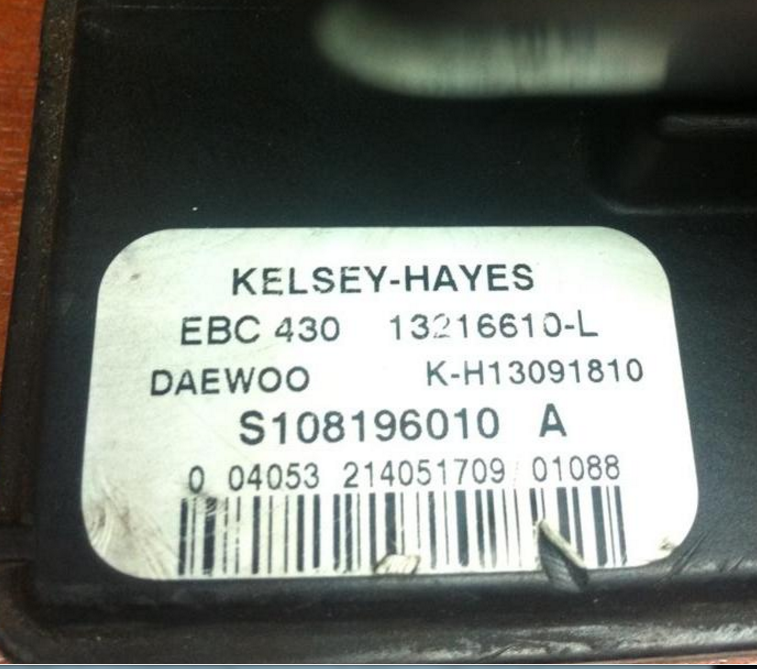 KELSEY-HAYES
EBC 430 13216610-L
DAEWOO K-H13091810
S108196010 A
0 04053 214051709 01088